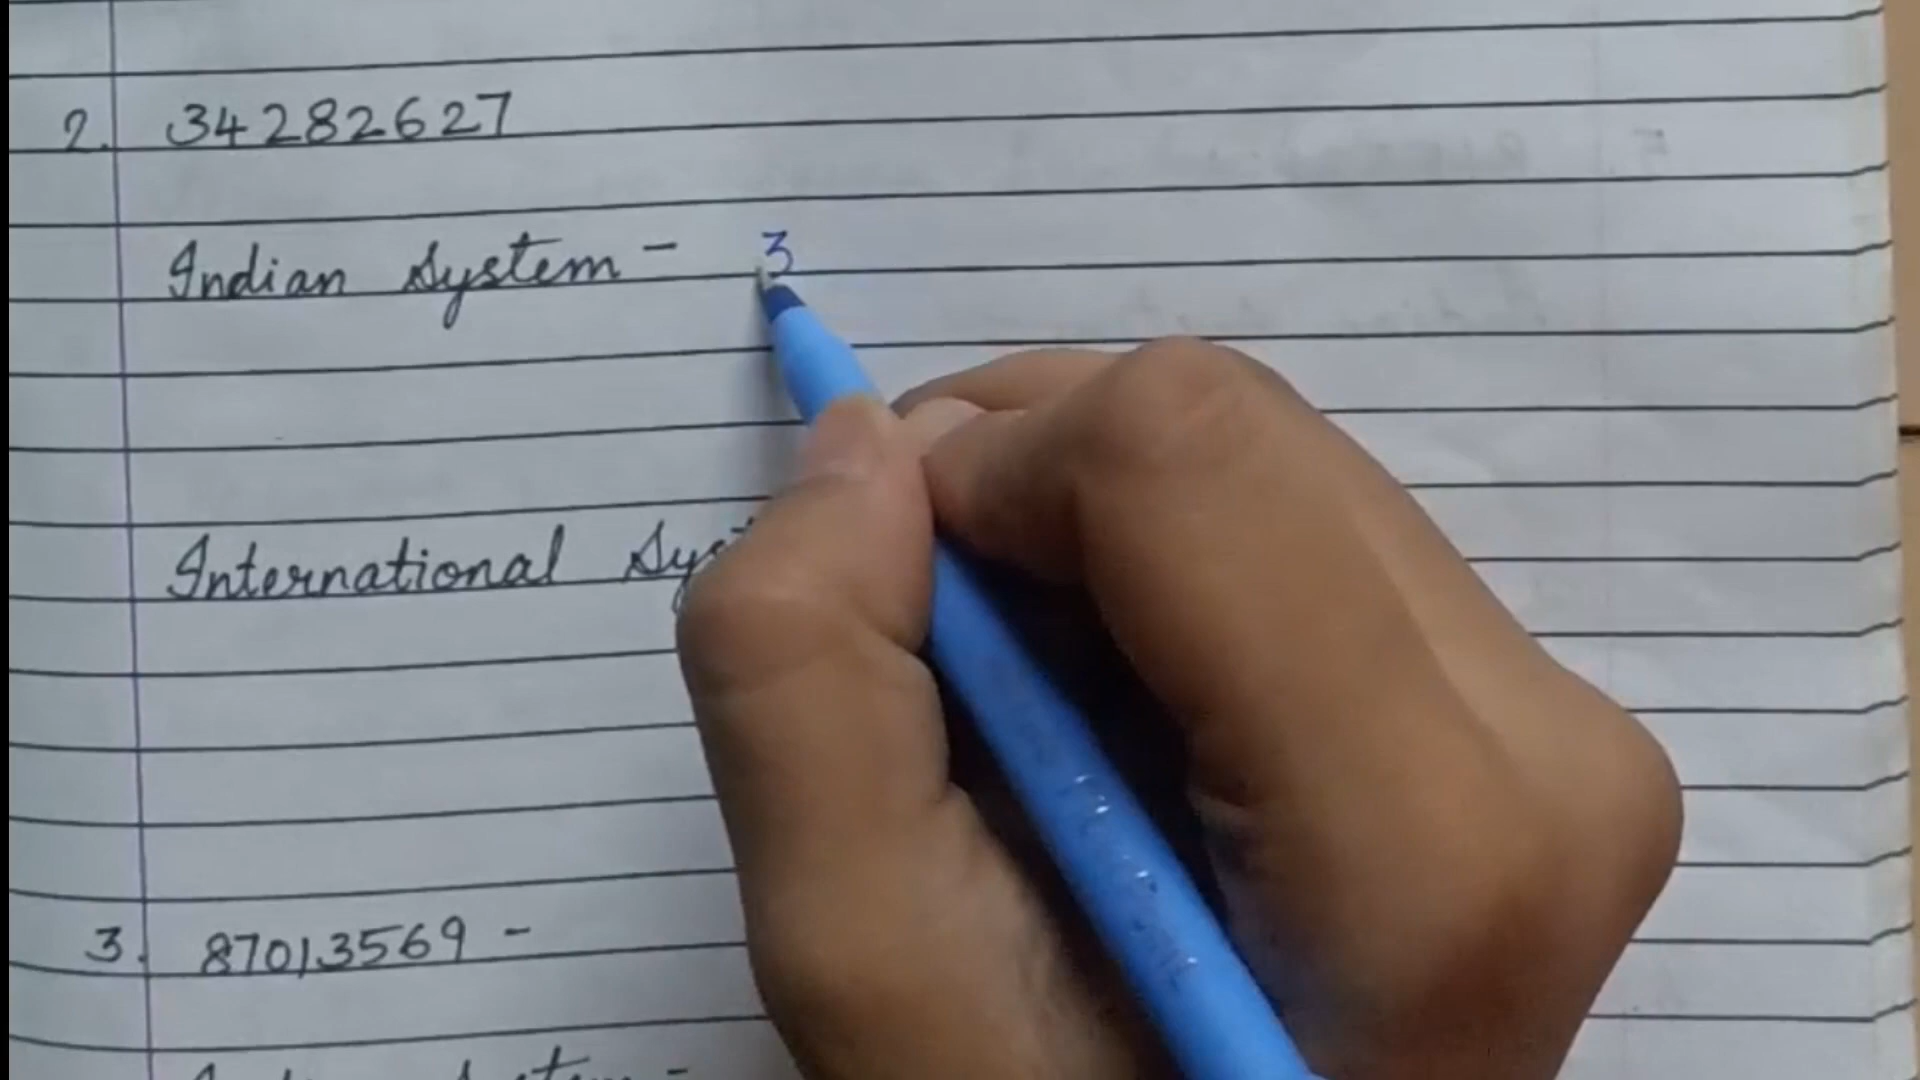 2. 34282627
Indian System - 3
International
3. 87013569 -